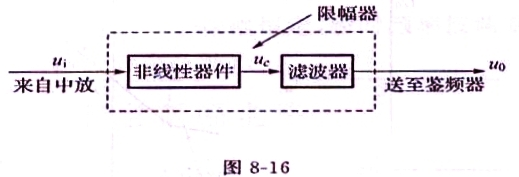 限幅器
u_i
非线性器件
u_c
滤波器
u_0
来自中放
送至鉴频器
图 8-16